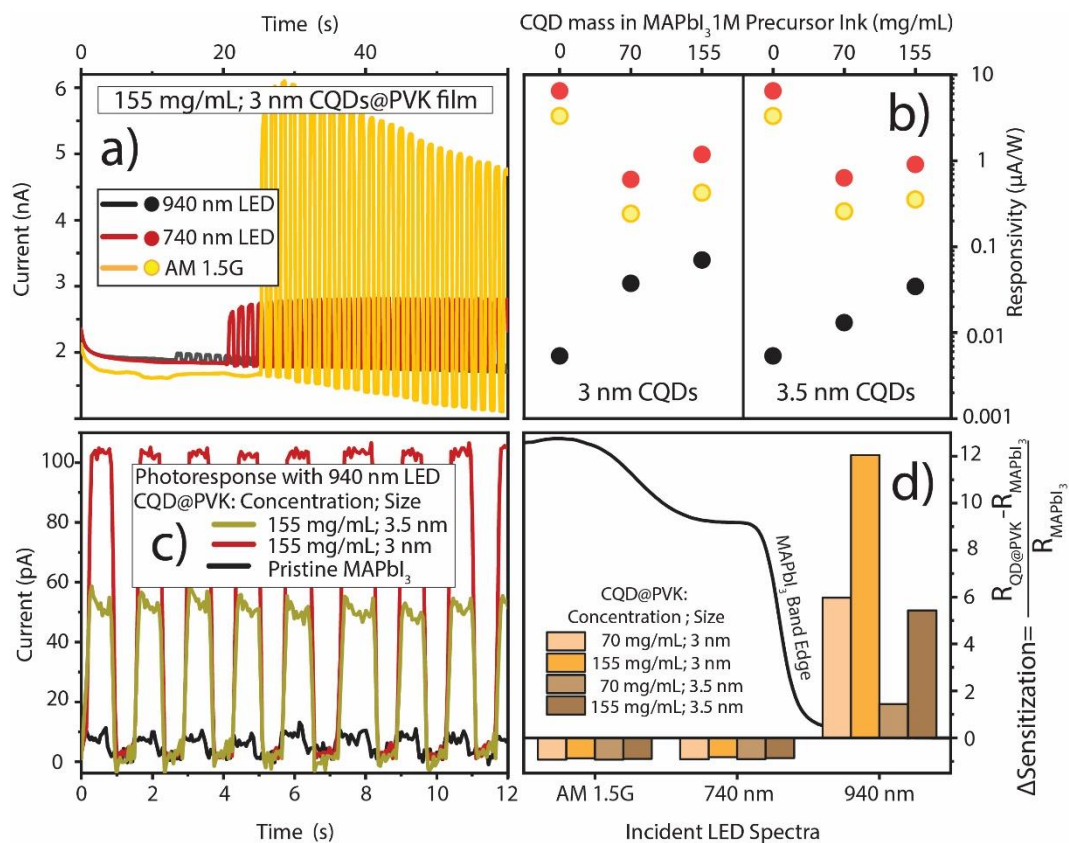 Time (s)
0 20 40
CQD mass in MAPbI₃1M Precursor Ink (mg/mL)
0 70 155 0 70 155
155 mg/mL; 3 nm CQDs@PVK film
a)
940 nm LED
740 nm LED
AM 1.5G
Current (nA)
6
5
4
3
2
b)
3 nm CQDs
3.5 nm CQDs
10
1
0.1
0.01
0.001
Responsivity (µA/W)
Photoresponse with 940 nm LED
CQD@PVK: Concentration; Size
155 mg/mL; 3.5 nm
155 mg/mL; 3 nm
Pristine MAPbI₃
c)
Current (pA)
100
80
60
40
20
0
0 2 4 6 8 10 12
Time (s)
d)
MAPbI₃ Band Edge
CQD@PVK:
Concentration ; Size
70 mg/mL; 3 nm
155 mg/mL; 3 nm
70 mg/mL; 3.5 nm
155 mg/mL; 3.5 nm
12
10
8
6
4
2
0
ΔSensitization= R_QD@PVK-R_MAPbI₃
R_MAPbI₃
AM 1.5G 740 nm 940 nm
Incident LED Spectra